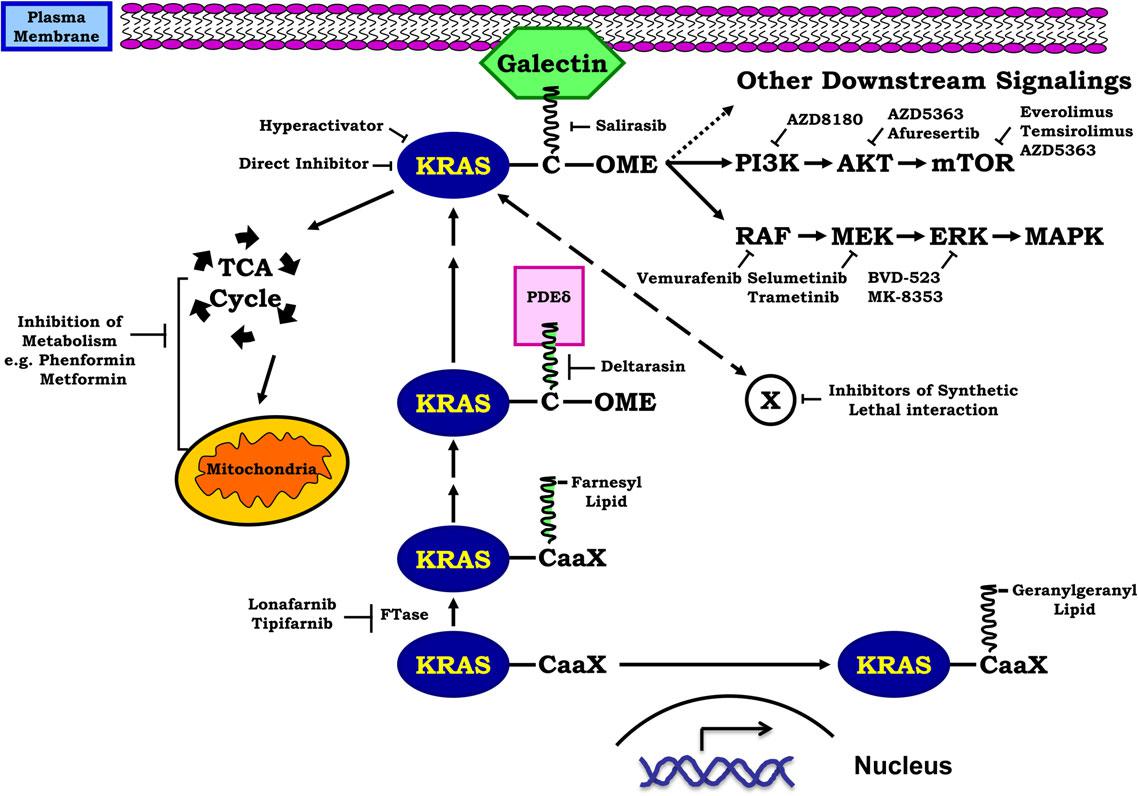 Plasma
Membrane
Galectin
Other Downstream Signalings
Hyperactivator
Direct Inhibitor
KRAS
C
OME
Salirasib
AZD8180
AZD5363
Afuresertib
Everolimus
Temsirolimus
AZD5363
PI3K
AKT
mTOR
RAF
MEK
ERK
MAPK
Vemurafenib
Selumetinib
Trametinib
BVD-523
MK-8353
TCA
Cycle
PDEδ
Inhibition of
Metabolism
e.g. Phenformin
Metformin
Deltarasin
KRAS
C
OME
X
Inhibitors of Synthetic
Lethal interaction
Mitochondria
Farnesyl
Lipid
KRAS
CaaX
Lonafarnib
Tipifarnib
FTase
Geranylgeranyl
Lipid
KRAS
CaaX
KRAS
CaaX
Nucleus